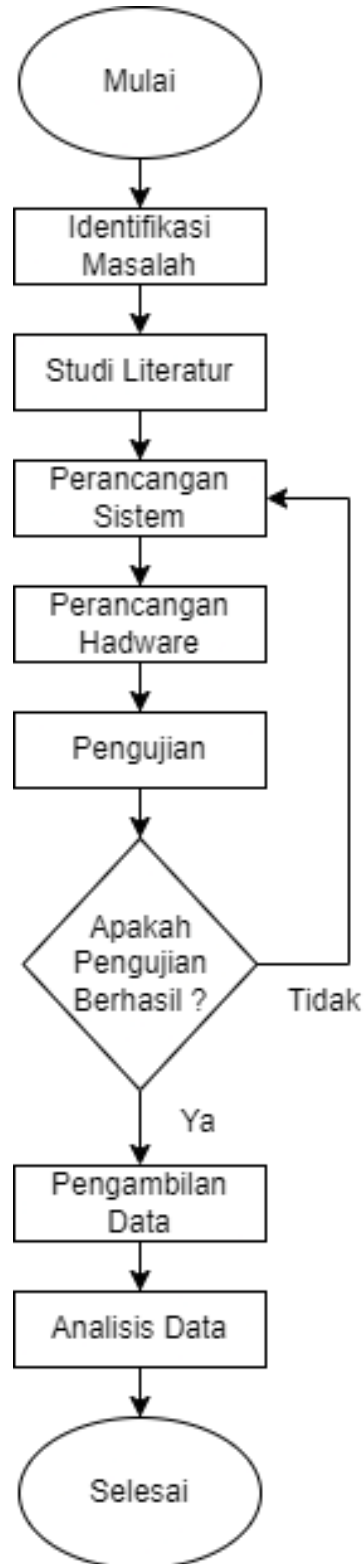 Mulai
Identifikasi
Masalah
Studi Literatur
Perancangan
Sistem
Perancangan
Hadware
Pengujian
Apakah
Pengujian
Berhasil ?
Tidak
Ya
Pengambilan
Data
Analisis Data
Selesai